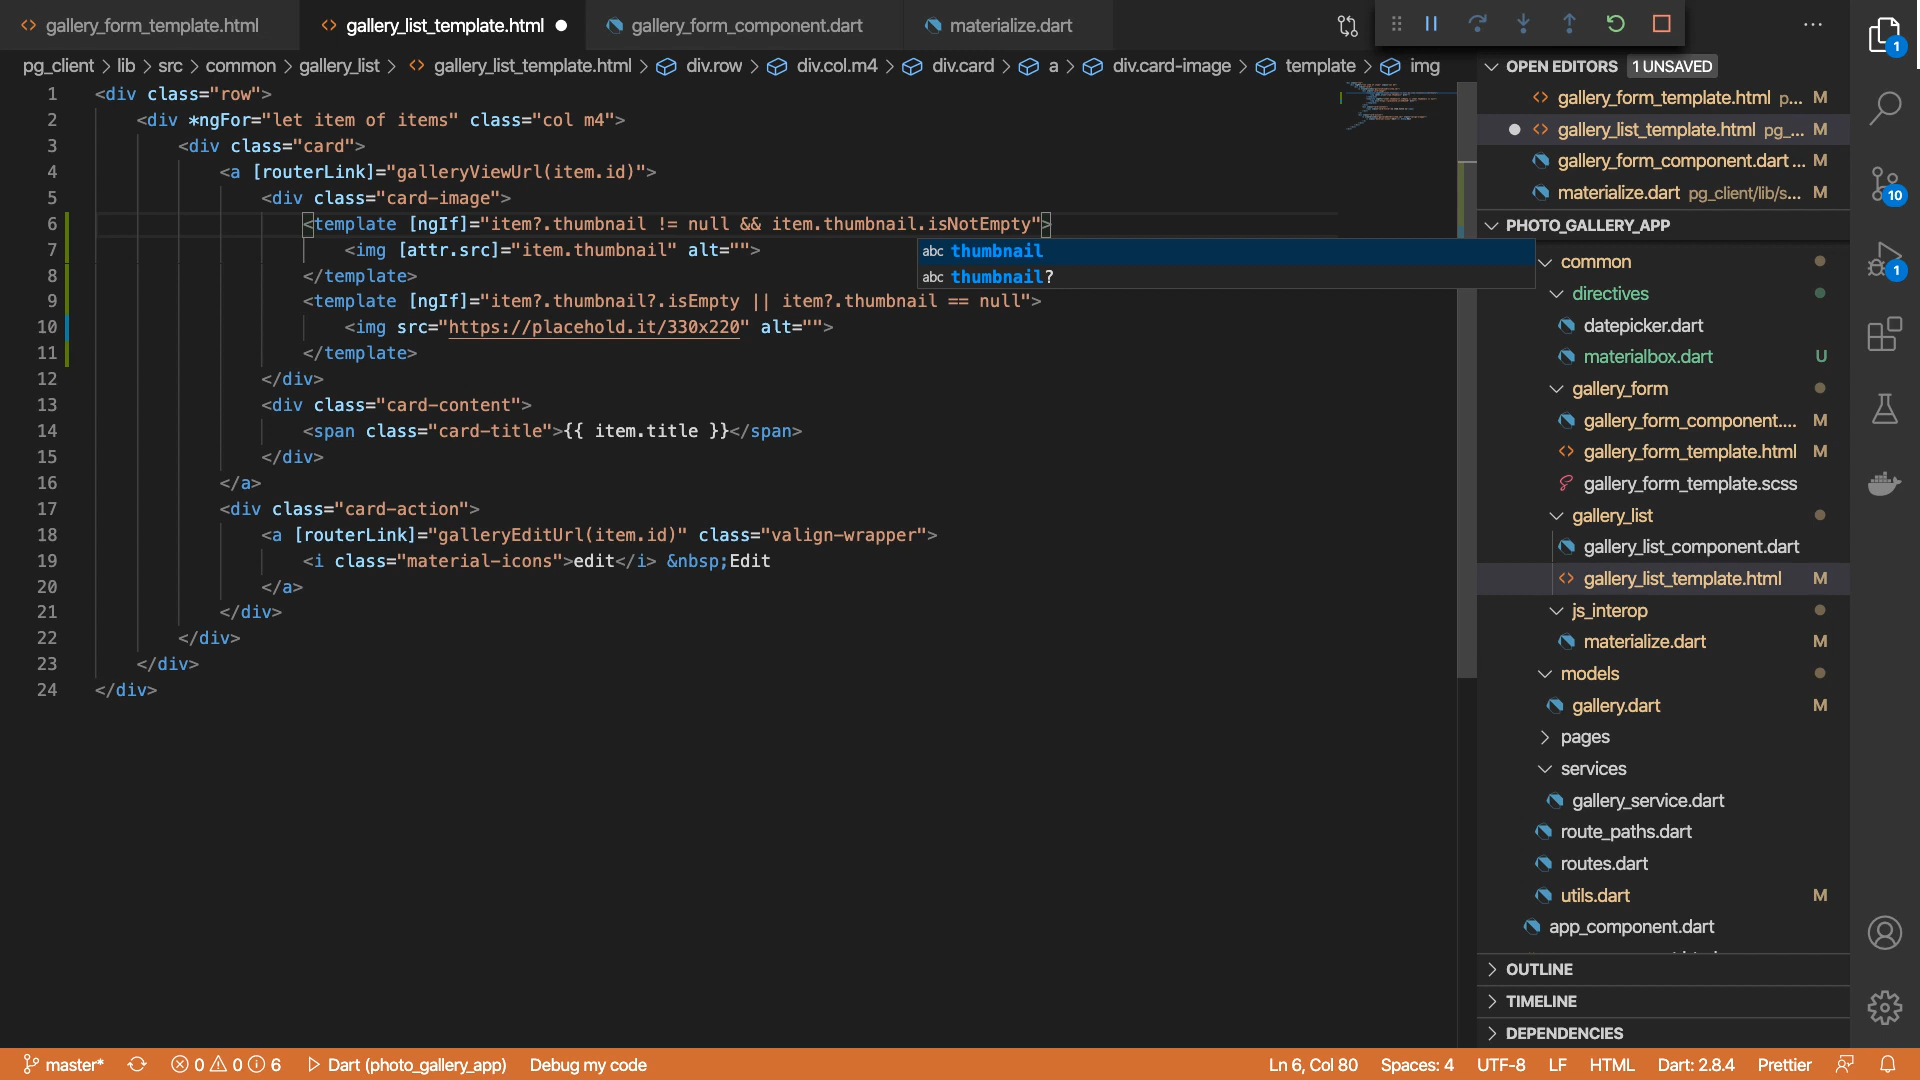 gallery_form_template.html gallery_list_template.html gallery_form_component.dart materialize.dart
pg_client > lib > src > common > gallery_list > gallery_list_template.html > div.row > div.col.m4 > div.card > a > div.card-image > template > img
1 <div class="row">
2 <div *ngFor="let item of items" class="col m4">
3 <div class="card">
4 <a [routerLink]="galleryViewUrl(item.id)">
5 <div class="card-image">
6 <template [ngIf]="item?.thumbnail != null && item.thumbnail.isNotEmpty">
7 <img [attr.src]="item.thumbnail" alt="">
abc thumbnail
abc thumbnail?
8 </template>
9 <template [ngIf]="item?.thumbnail?.isEmpty || item?.thumbnail == null">
10 <img src="https://placehold.it/330x220" alt="">
11 </template>
12 </div>
13 <div class="card-content">
14 <span class="card-title">{{ item.title }}</span>
15 </div>
16 </a>
17 <div class="card-action">
18 <a [routerLink]="galleryEditUrl(item.id)" class="valign-wrapper">
19 <i class="material-icons">edit</i> &nbsp;Edit
20 </a>
21 </div>
22 </div>
23 </div>
24 </div>
OPEN EDITORS 1 UNSAVED
gallery_form_template.html p... M
gallery_list_template.html pg_... M
gallery_form_component.dart ... M
materialize.dart pg_client/lib/s... M
PHOTO_GALLERY_APP
common
directives
datepicker.dart
materialbox.dart U
gallery_form
gallery_form_component.... M
gallery_form_template.html M
gallery_form_template.scss
gallery_list
gallery_list_component.dart
gallery_list_template.html M
js_interop
materialize.dart M
models
gallery.dart M
pages
services
gallery_service.dart
route_paths.dart
routes.dart
utils.dart M
app_component.dart
OUTLINE
TIMELINE
DEPENDENCIES
1
10
1
master* 0 0 6 Dart (photo_gallery_app) Debug my code Ln 6, Col 80 Spaces: 4 UTF-8 LF HTML Dart: 2.8.4 Prettier